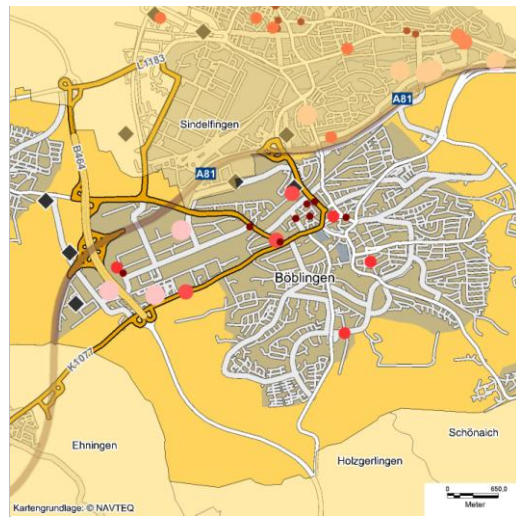 L1183
A81
Sindelfingen
B464
A81
Böblingen
K1077
Schönaich
Ehningen
Holzgerlingen
0 650,0
Meter
Kartengrundlage: © NAVTEQ